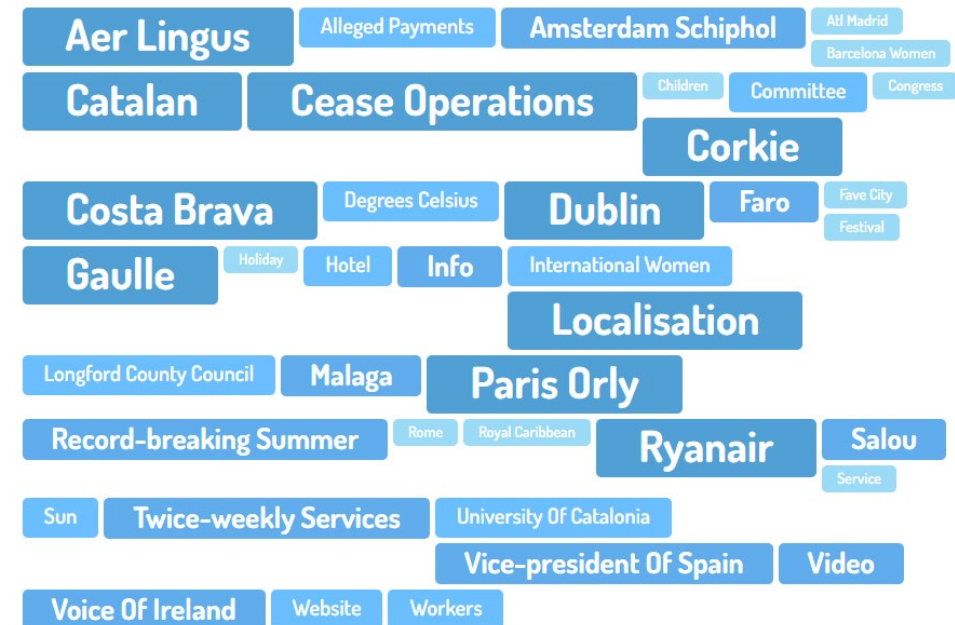 Aer Lingus Alleged Payments Amsterdam Schiphol Atl Madrid
Barcelona Women
Catalan Cease Operations Children Committee Congress
Corkie
Costa Brava Degrees Celsius Dublin Faro Fave City
Festival
Gaulle Holiday Hotel Info International Women
Localisation
Longford County Council Malaga Paris Orly
Record-breaking Summer Rome Royal Caribbean Ryanair Salou
Service
Sun Twice-weekly Services University Of Catalonia
Vice-president Of Spain Video
Voice Of Ireland Website Workers